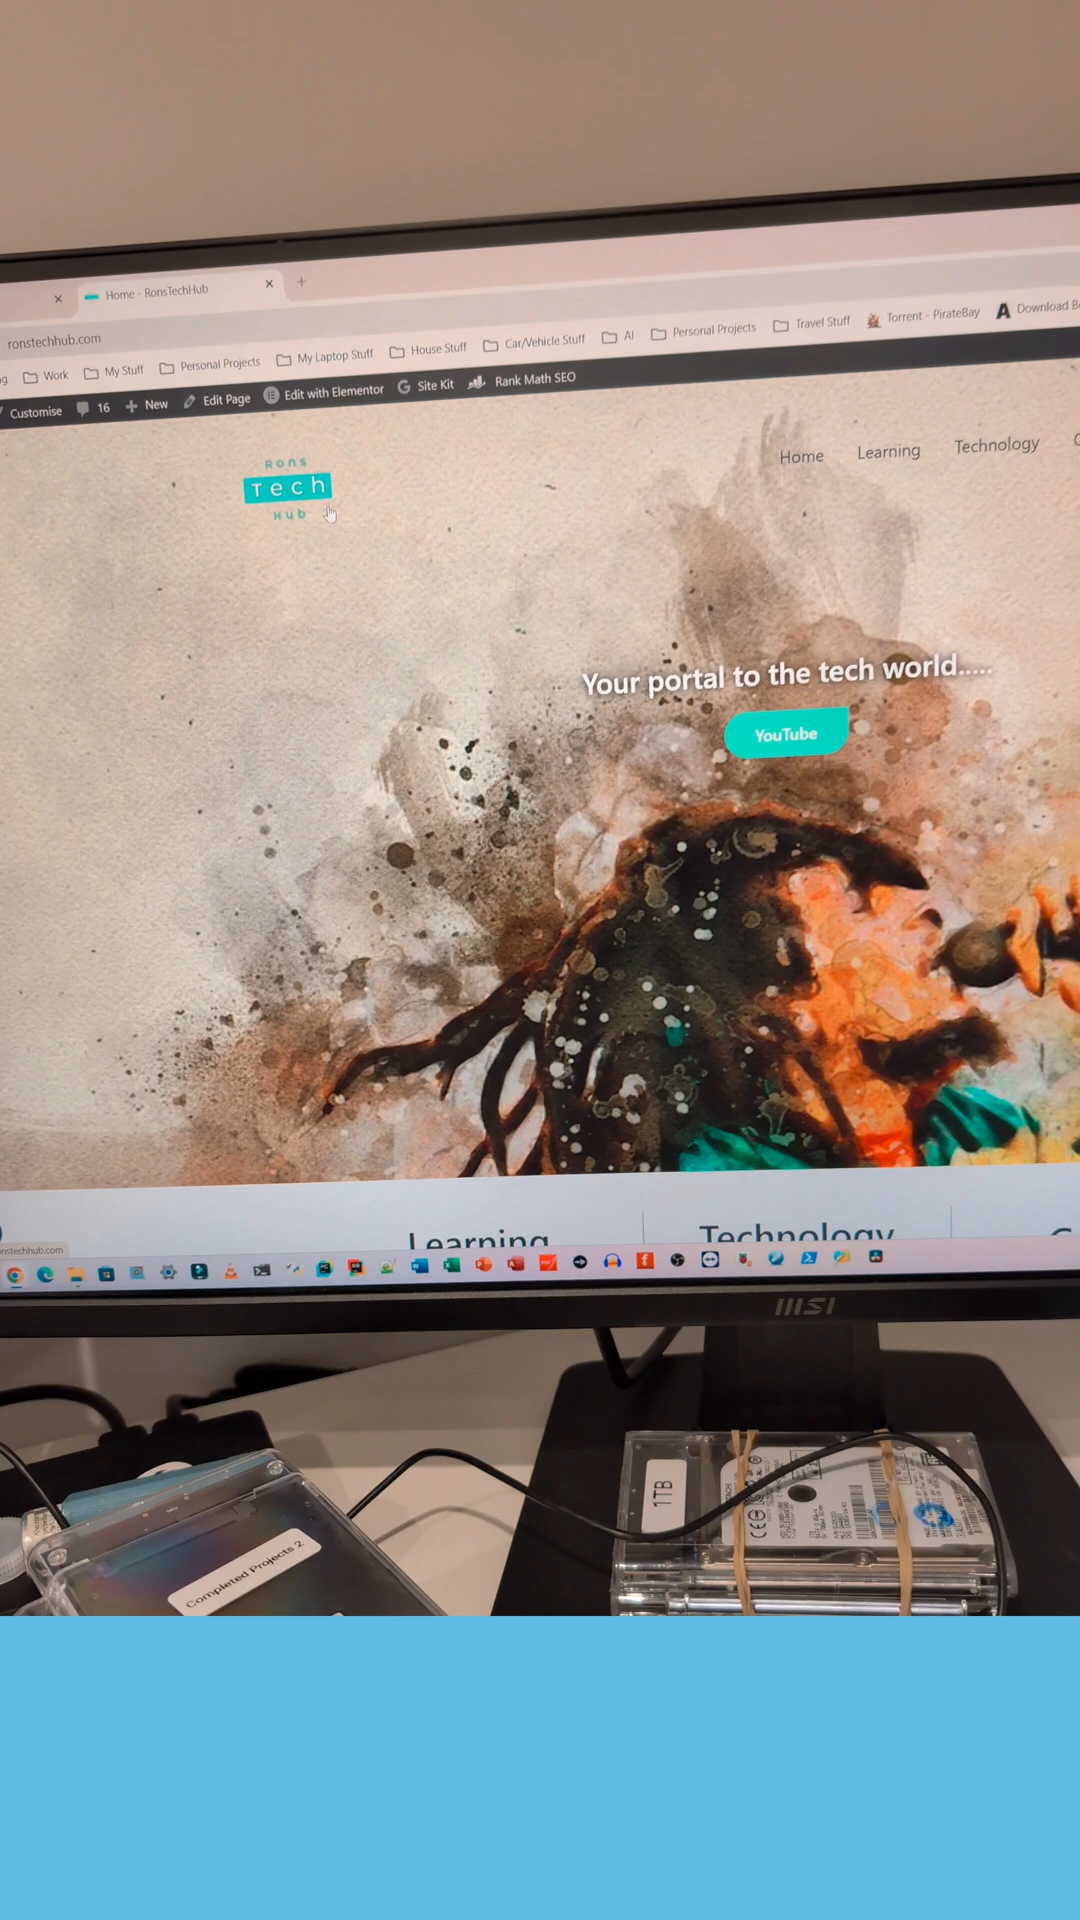 Home - RonsTechHub
ronstechhub.com
Work My Stuff Personal Projects My Laptop Stuff House Stuff Car/Vehicle Stuff AI Personal Projects Travel Stuff Torrent - PirateBay Download
Customise 16 New Edit Page Edit with Elementor Site Kit Rank Math SEO
Rons
Tech
Hub
Home Learning Technology
Your portal to the tech world.....
YouTube
Learning Technology
nstechhub.com
msi
1TB
Completed Projects 2